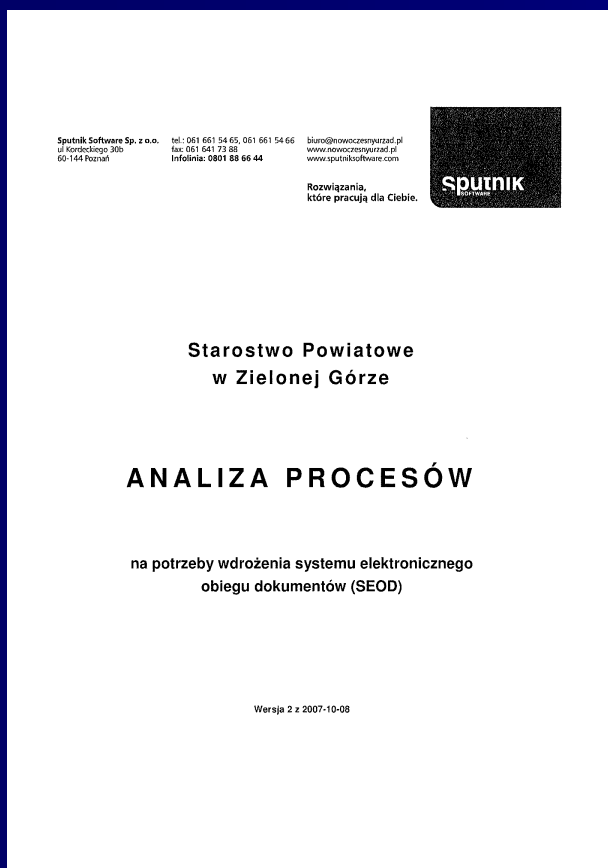 Sputnik Software Sp. z o.o.
ul Kordeckiego 30b
60-144 Poznań
tel.: 061 661 54 65, 061 661 54 66
fax: 061 641 73 88
Infolinia: 0801 88 66 44
biuro@nowoczesnyurzad.pl
www.nowoczesnyurzad.pl
www.sputniksoftware.com
Rozwiązania,
które pracują dla Ciebie.
sputnik
SOFTWARE
Starostwo Powiatowe
w Zielonej Górze
ANALIZA PROCESÓW
na potrzeby wdrożenia systemu elektronicznego
obiegu dokumentów (SEOD)
Wersja 2 z 2007-10-08